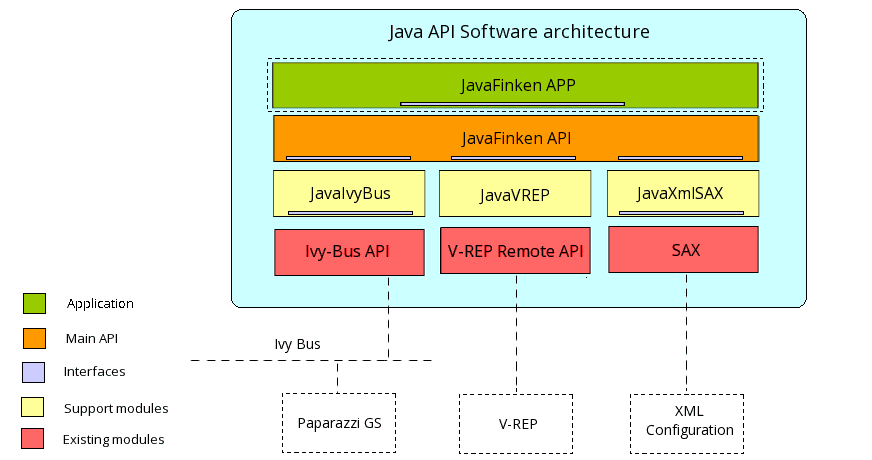 Java API Software architecture
JavaFinken APP
JavaFinken API
JavaIvyBus
JavaVREP
JavaXmlSAX
Ivy-Bus API
V-REP Remote API
SAX
Application
Main API
Interfaces
Support modules
Existing modules
Ivy Bus
Paparazzi GS
V-REP
XML
Configuration